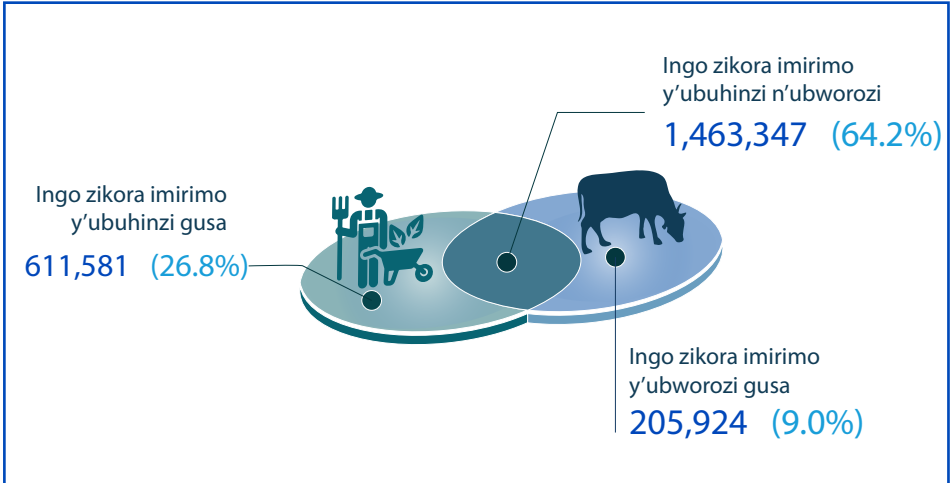 Ingo zikora imirimo
y'ubuhinzi n'ubworozi
1,463,347 (64.2%)
Ingo zikora imirimo
y'ubuhinzi gusa
611,581 (26.8%)
Ingo zikora imirimo
y'ubworozi gusa
205,924 (9.0%)